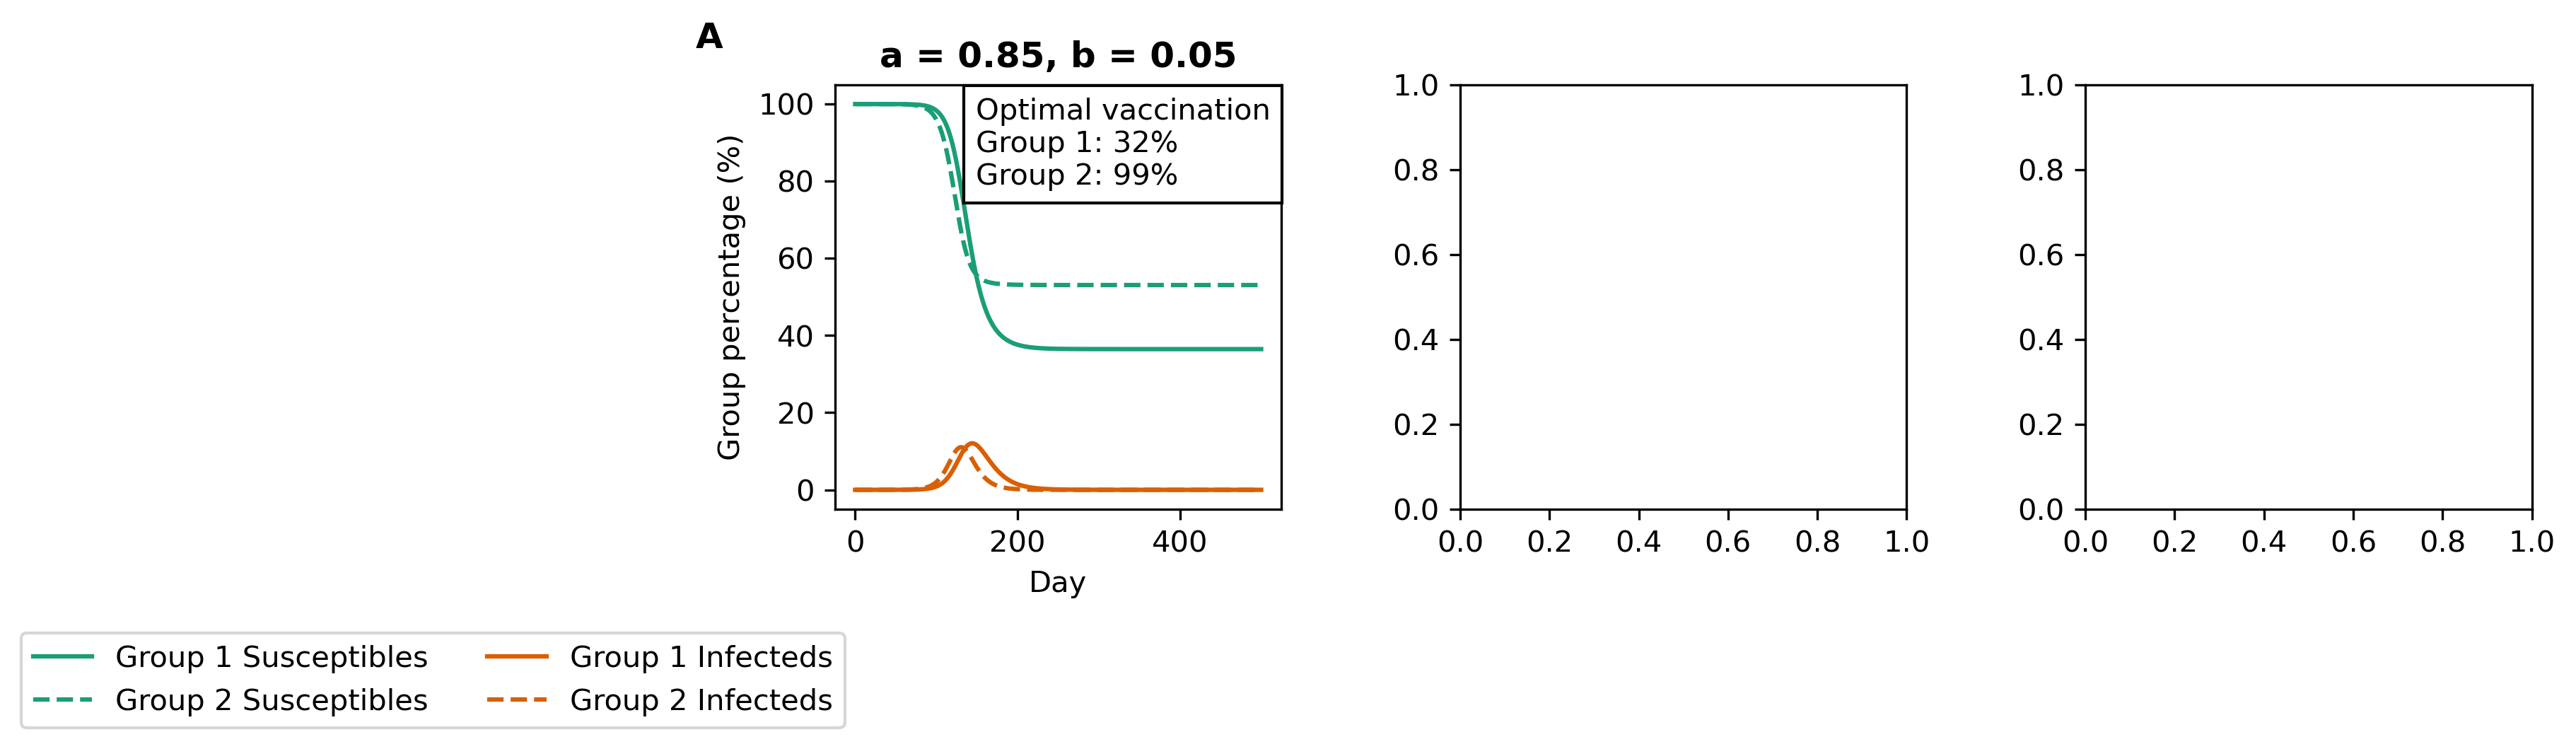 A
a = 0.85, b = 0.05
Group percentage (%)
100
80
60
40
20
0
Optimal vaccination
Group 1: 32%
Group 2: 99%
0 200 400
Day
1.0
0.8
0.6
0.4
0.2
0.0
0.0 0.2 0.4 0.6 0.8 1.0
1.0
0.8
0.6
0.4
0.2
0.0
0.0 0.2 0.4 0.6 0.8 1.0
Group 1 Susceptibles
Group 2 Susceptibles
Group 1 Infecteds
Group 2 Infecteds